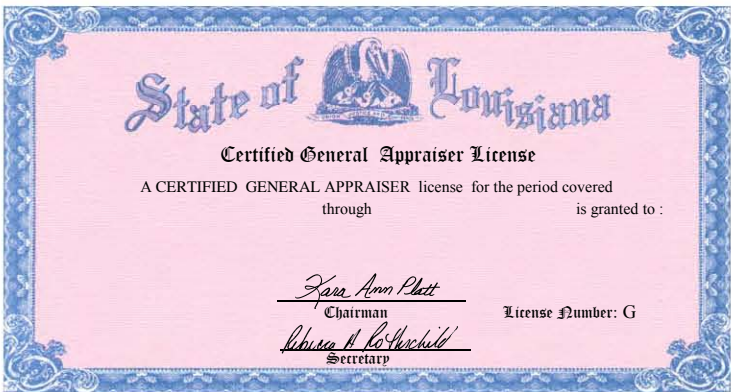 State of Louisiana
Certified General Appraiser License
A CERTIFIED GENERAL APPRAISER license for the period covered
through is granted to :
Kara Ann Platt
Chairman License Number: G
Rebecca A Rothschild
Secretary